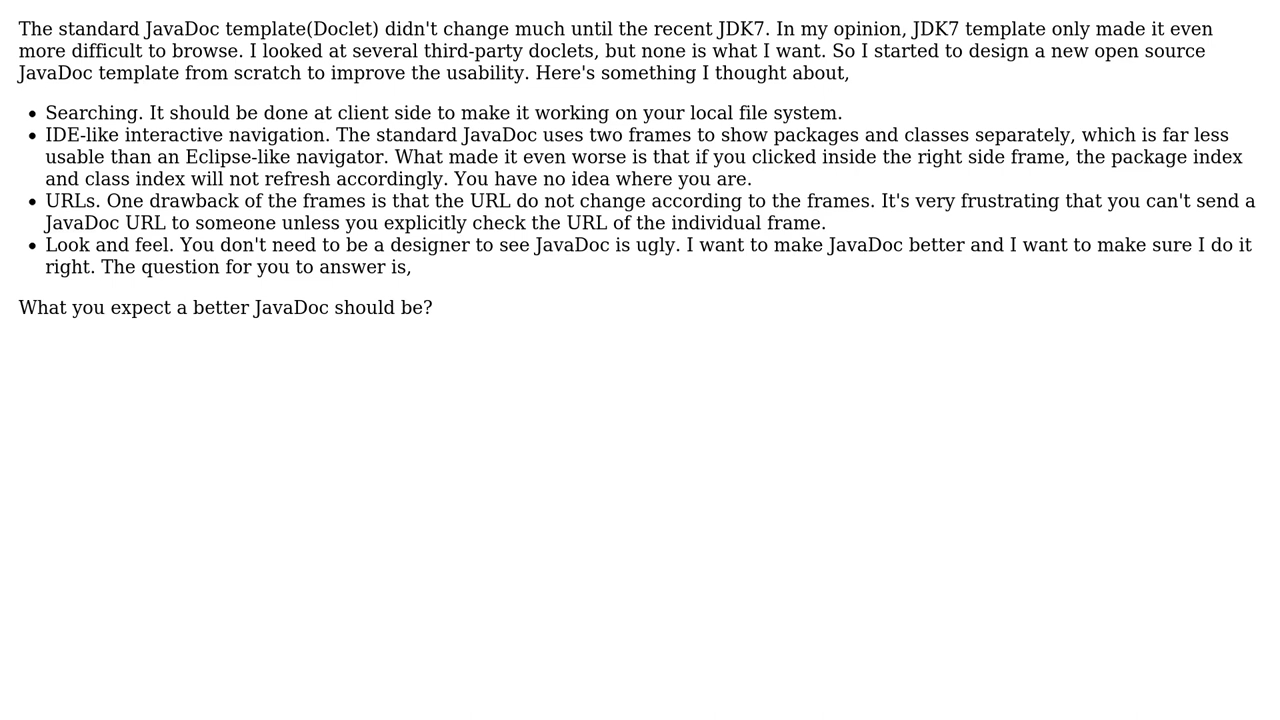 The standard JavaDoc template(Doclet) didn't change much until the recent JDK7. In my opinion, JDK7 template only made it even
more difficult to browse. I looked at several third-party doclets, but none is what I want. So I started to design a new open source
JavaDoc template from scratch to improve the usability. Here's something I thought about,
• Searching. It should be done at client side to make it working on your local file system.
• IDE-like interactive navigation. The standard JavaDoc uses two frames to show packages and classes separately, which is far less
usable than an Eclipse-like navigator. What made it even worse is that if you clicked inside the right side frame, the package index
and class index will not refresh accordingly. You have no idea where you are.
• URLs. One drawback of the frames is that the URL do not change according to the frames. It's very frustrating that you can't send a
JavaDoc URL to someone unless you explicitly check the URL of the individual frame.
• Look and feel. You don't need to be a designer to see JavaDoc is ugly. I want to make JavaDoc better and I want to make sure I do it
right. The question for you to answer is,
What you expect a better JavaDoc should be?